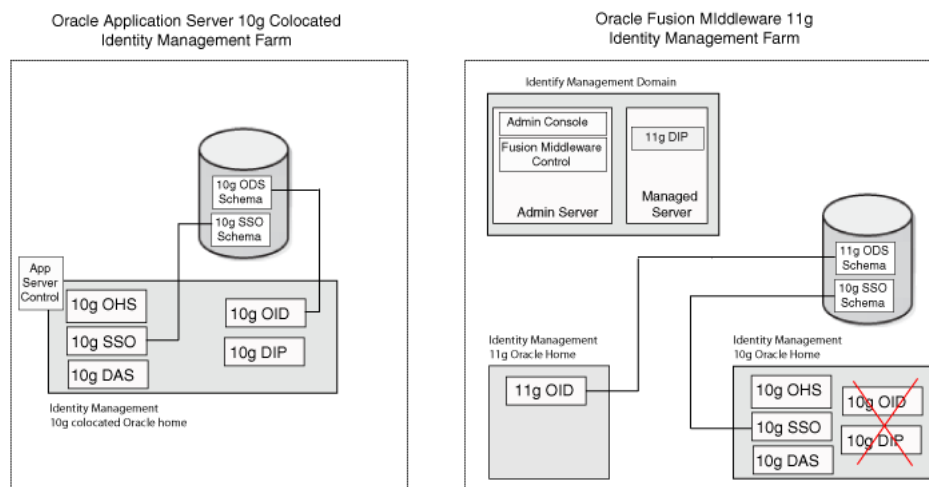 Oracle Application Server 10g Colocated
Identity Management Farm
10g ODS
Schema
10g SSO
Schema
App
Server
Control
10g OHS
10g SSO
10g DAS
10g OID
10g DIP
Identity Management
10g colocated Oracle home
Oracle Fusion MIddleware 11g
Identity Management Farm
Identify Management Domain
Admin Console
Fusion Middleware
Control
Admin Server
11g DIP
Managed
Server
11g ODS
Schema
10g SSO
Schema
Identity Management
11g Oracle Home
11g OID
Identity Management
10g Oracle Home
10g OHS
10g SSO
10g DAS
10g OID
10g DIP